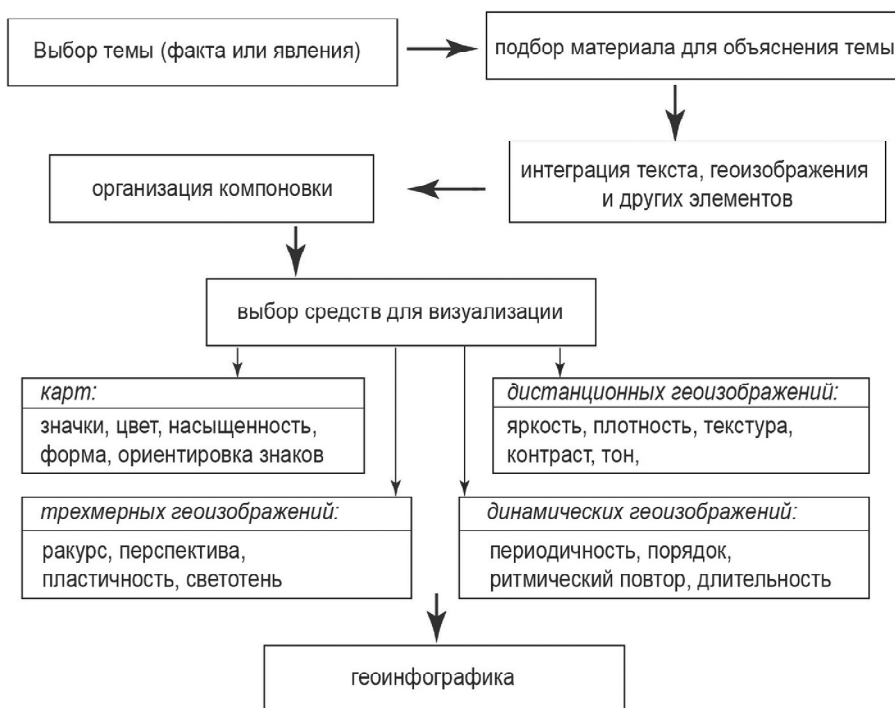 Выбор темы (факта или явления)
подбор материала для объяснения темы
интеграция текста, геоизображения
и других элементов
организация компоновки
выбор средств для визуализации
карт:
значки, цвет, насыщенность,
форма, ориентировка знаков
дистанционных геоизображений:
яркость, плотность, текстура,
контраст, тон,
трехмерных геоизображений:
ракурс, перспектива,
пластичность, светотень
динамических геоизображений:
периодичность, порядок,
ритмический повтор, длительность
геоинфографика